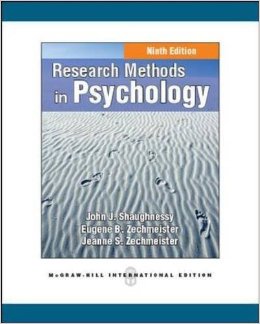 Ninth Edition
Research Methods
in Psychology
John J. Shaughnessy
Eugene B. Zechmeister
Jeanne S. Zechmeister
McGRAW-HILL INTERNATIONAL EDITION